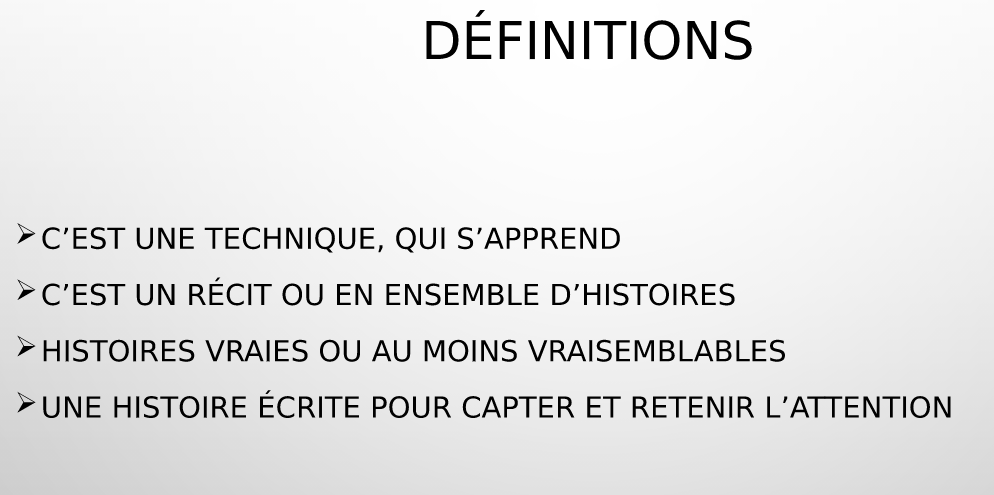 DÉFINITIONS
C’EST UNE TECHNIQUE, QUI S’APPREND
C’EST UN RÉCIT OU EN ENSEMBLE D’HISTOIRES
HISTOIRES VRAIES OU AU MOINS VRAISEMBLABLES
UNE HISTOIRE ÉCRITE POUR CAPTER ET RETENIR L’ATTENTION